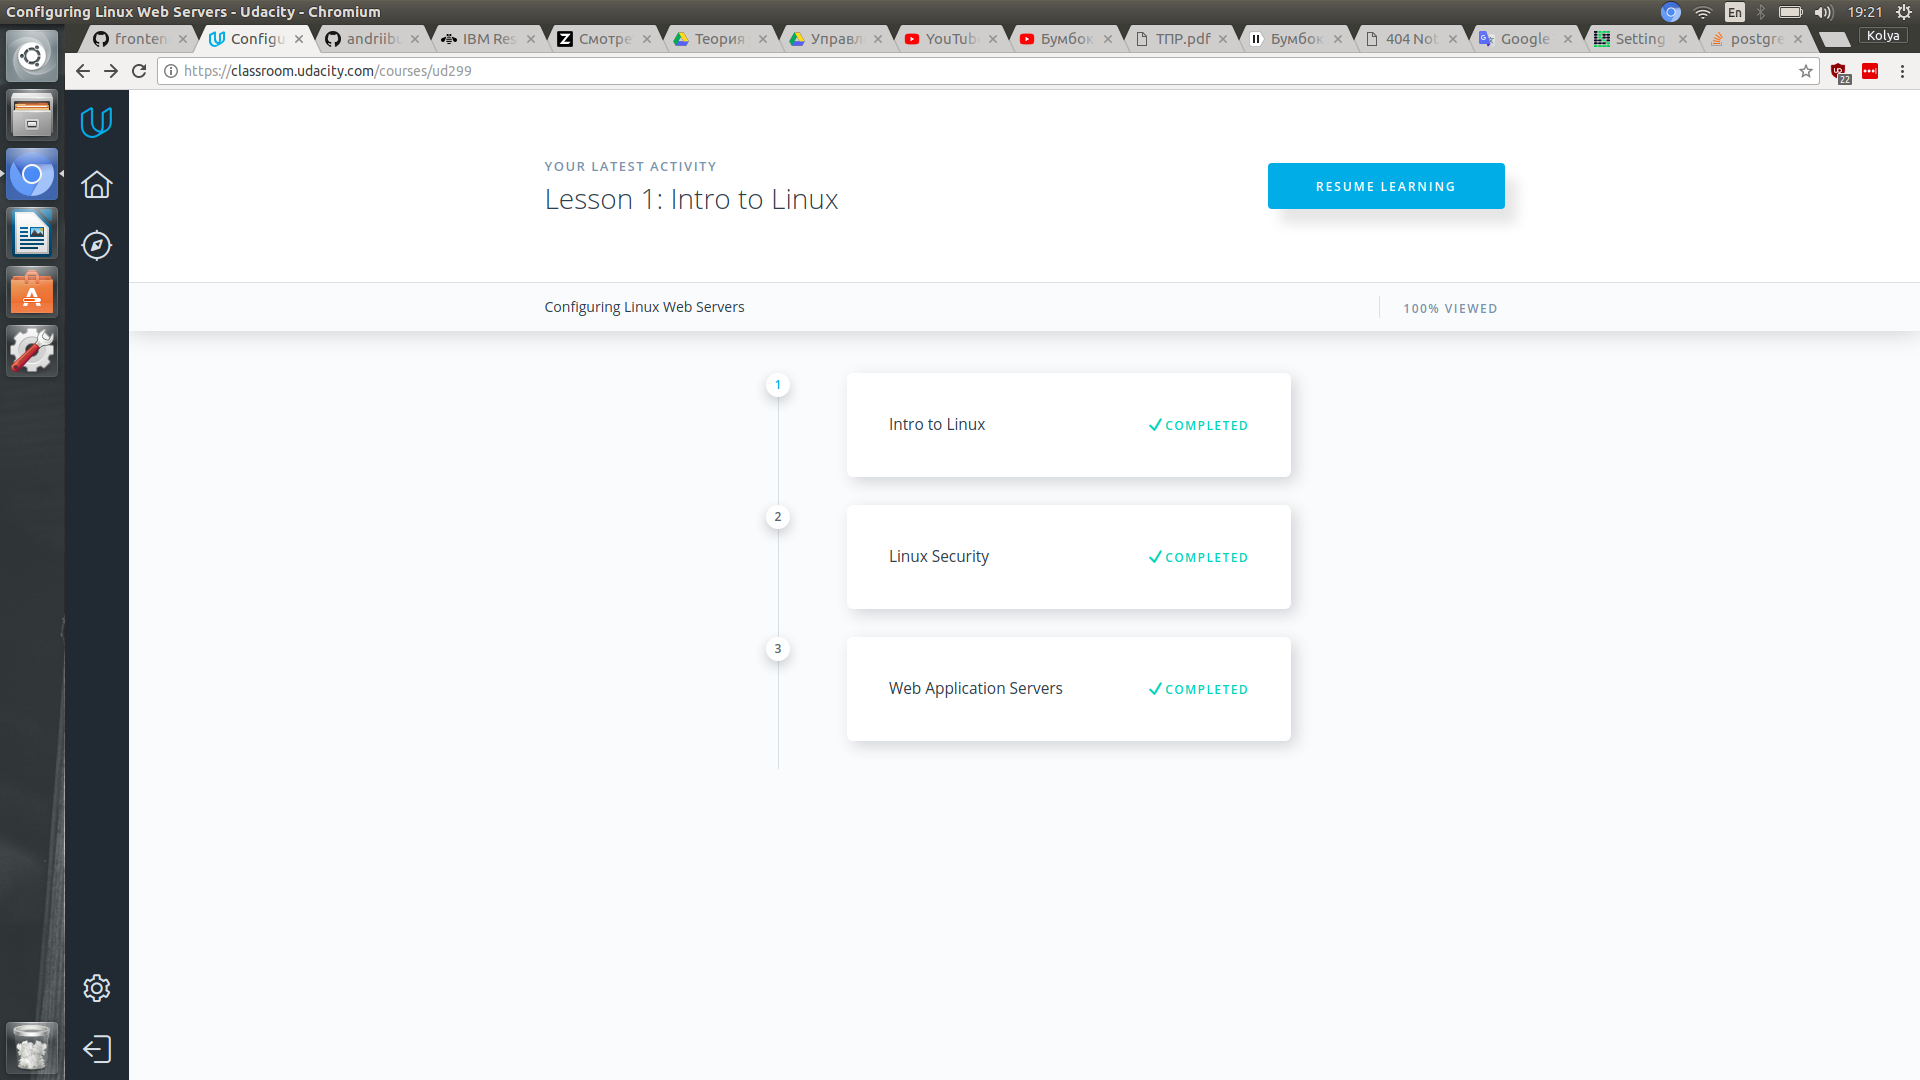 Configuring Linux Web Servers - Udacity - Chromium
En
19:21
fronten
Configu
andriibu
IBM Res
Смотре
Теория
Управл
YouTub
Бумбок
ТПР.pdf
Бумбок
404 Not
Google
Setting
postgre
Kolya
https://classroom.udacity.com/courses/ud299
22
YOUR LATEST ACTIVITY
Lesson 1: Intro to Linux
RESUME LEARNING
Configuring Linux Web Servers
100% VIEWED
1
Intro to Linux
COMPLETED
2
Linux Security
COMPLETED
3
Web Application Servers
COMPLETED